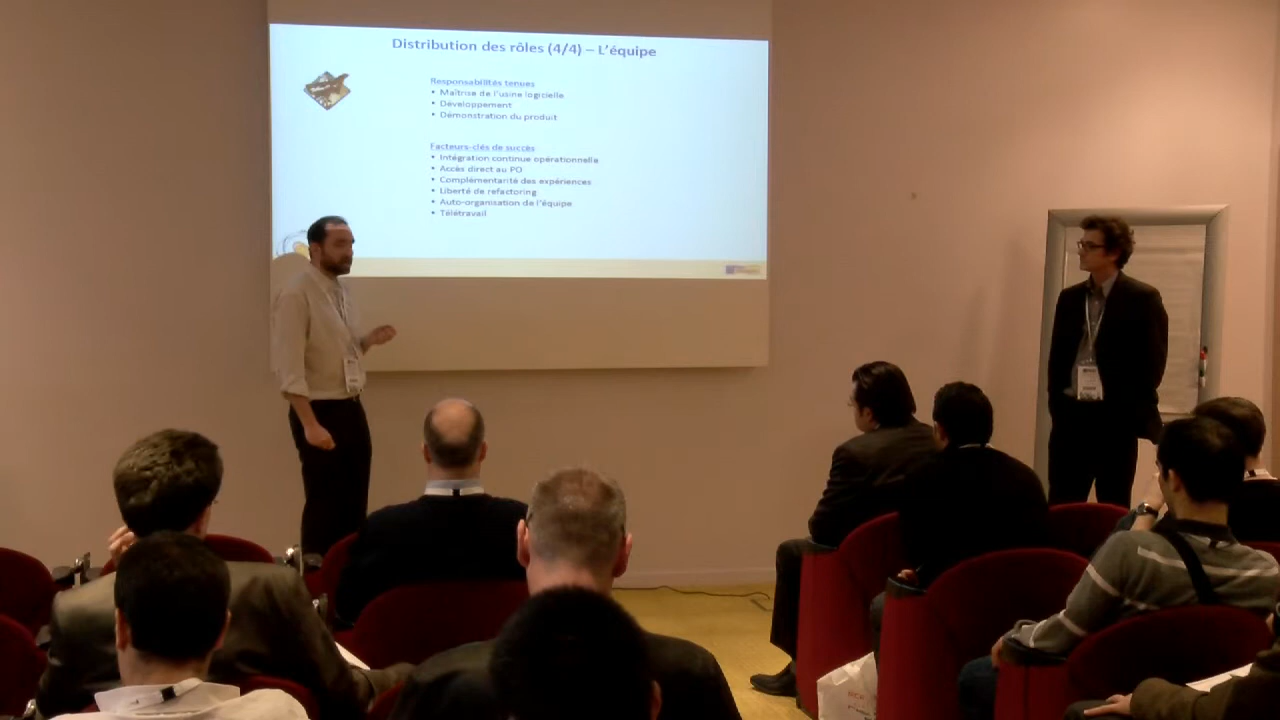 Distribution des rôles (4/4) – L'équipe
Responsabilités tenues
• Maîtrise de l'usine logicielle
• Développement
• Démonstration du produit
Facteurs-clés de succès
• Intégration continue opérationnelle
• Accès direct au PO
• Complémentarité des expériences
• Liberté de refactoring
• Auto-organisation de l'équipe
• Télétravail